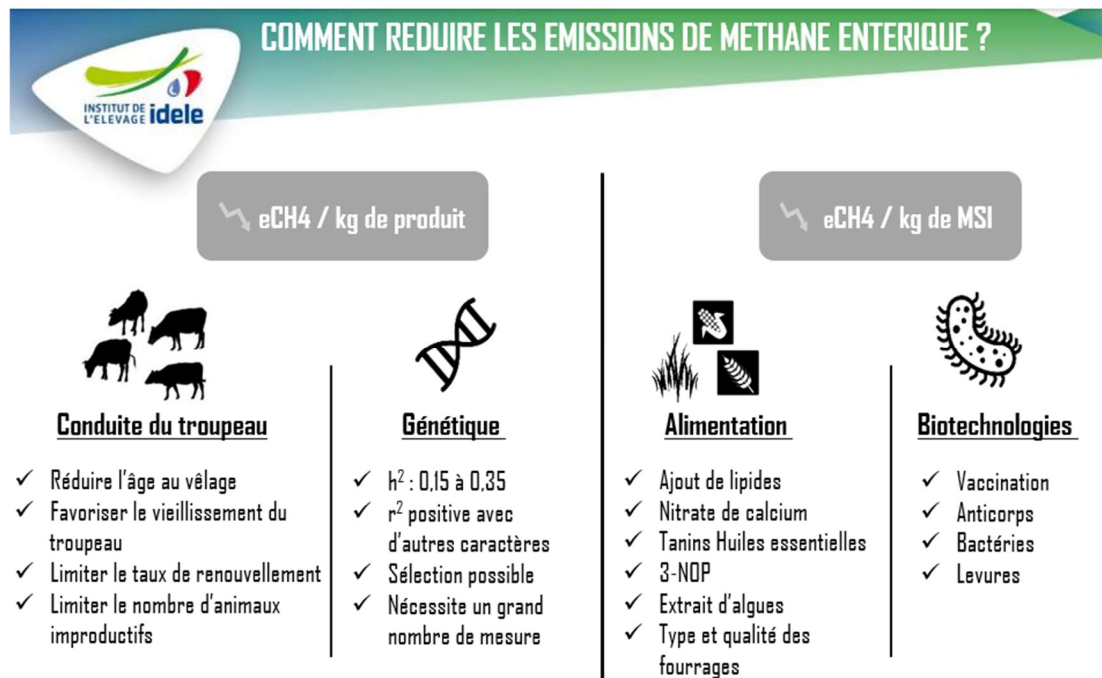 COMMENT REDUIRE LES EMISSIONS DE METHANE ENTERIQUE ?
INSTITUT DE
L'ELEVAGE idele
eCH4 / kg de produit
eCH4 / kg de MSI
Conduite du troupeau
✓ Réduire l'âge au vêlage
✓ Favoriser le vieillissement du
troupeau
✓ Limiter le taux de renouvellement
✓ Limiter le nombre d'animaux
improductifs
Génétique
✓ h² : 0,15 à 0,35
✓ r² positive avec
d'autres caractères
✓ Sélection possible
✓ Nécessite un grand
nombre de mesure
Alimentation
✓ Ajout de lipides
✓ Nitrate de calcium
✓ Tanins Huiles essentielles
✓ 3-NOP
✓ Extrait d'algues
✓ Type et qualité des
fourrages
Biotechnologies
✓ Vaccination
✓ Anticorps
✓ Bactéries
✓ Levures